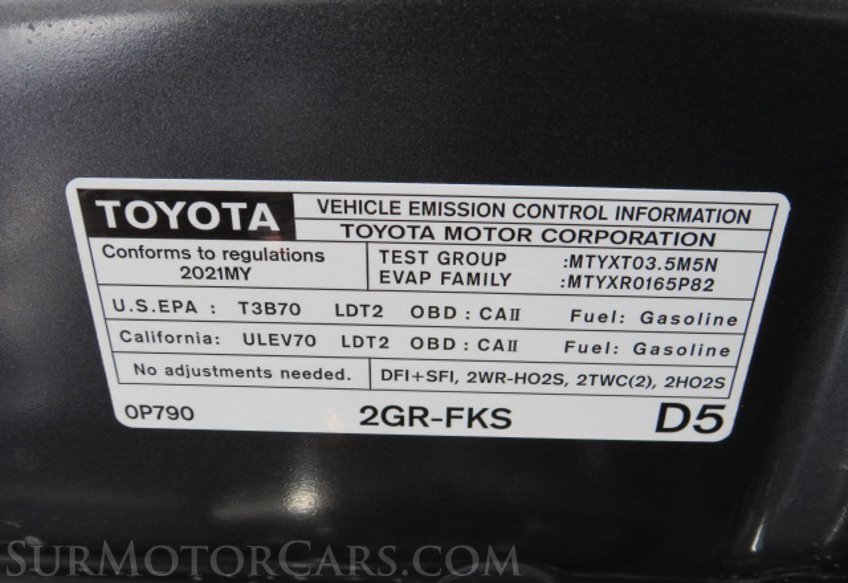 TOYOTA
VEHICLE EMISSION CONTROL INFORMATION
TOYOTA MOTOR CORPORATION
Conforms to regulations
2021MY
TEST GROUP :MTYXT03.5M5N
EVAP FAMILY :MTYXR0165P82
U.S.EPA : T3B70 LDT2 OBD : CAII Fuel: Gasoline
California: ULEV70 LDT2 OBD : CAII Fuel: Gasoline
No adjustments needed. DFI+SFI, 2WR-HO2S, 2TWC(2), 2HO2S
0P790 2GR-FKS D5
SurMotorCars.com